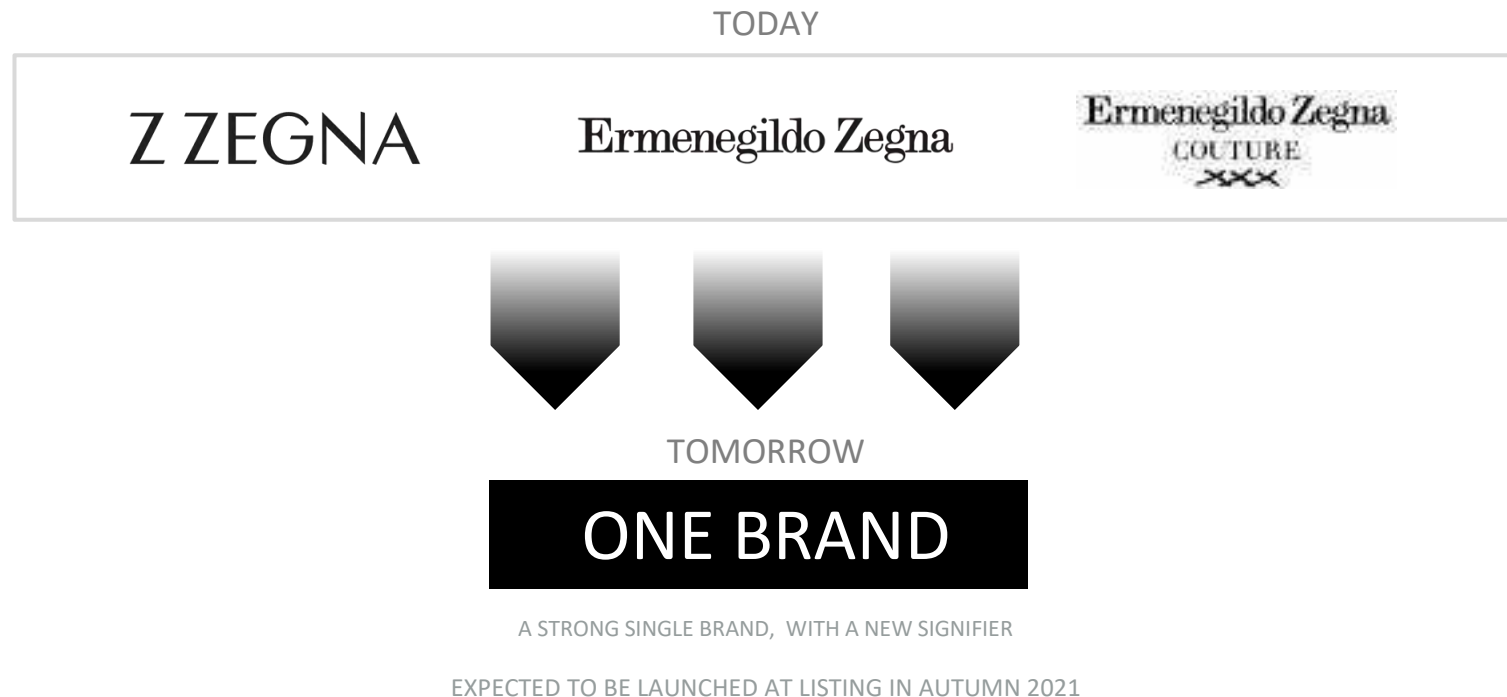 TODAY
Z ZEGNA
Ermenegildo Zegna
Ermenegildo Zegna
COUTURE
XXX
TOMORROW
ONE BRAND
A STRONG SINGLE BRAND, WITH A NEW SIGNIFIER
EXPECTED TO BE LAUNCHED AT LISTING IN AUTUMN 2021